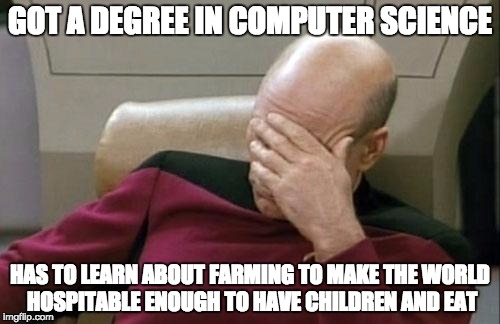 GOT A DEGREE IN COMPUTER SCIENCE
HAS TO LEARN ABOUT FARMING TO MAKE THE WORLD
HOSPITABLE ENOUGH TO HAVE CHILDREN AND EAT
imgflip.com